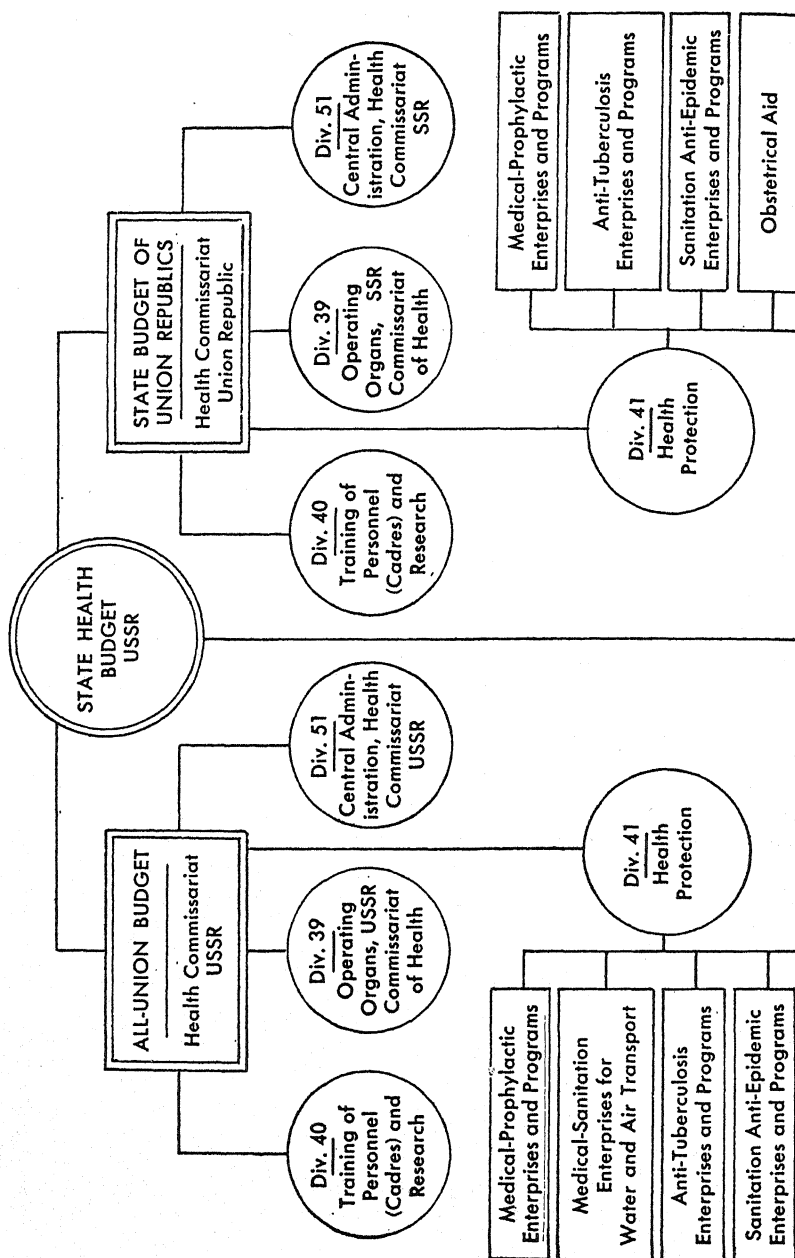 STATE HEALTH
BUDGET
USSR
ALL-UNION BUDGET
Health Commissariat
USSR
STATE BUDGET OF
UNION REPUBLICS
Health Commissariat
Union Republic
Div. 40
Training of
Personnel
(Cadres) and
Research
Div. 39
Operating
Organs, USSR
Commissariat
of Health
Div. 51
Central Admin-
istration, Health
Commissariat
USSR
Div. 40
Training of
Personnel
(Cadres) and
Research
Div. 39
Operating
Organs, SSR
Commissariat
of Health
Div. 51
Central Admin-
istration, Health
Commissariat
SSR
Div. 41
Health
Protection
Medical-Prophylactic
Enterprises and Programs
Medical-Sanitation
Enterprises for
Water and Air Transport
Anti-Tuberculosis
Enterprises and Programs
Sanitation Anti-Epidemic
Enterprises and Programs
Div. 41
Health
Protection
Medical-Prophylactic
Enterprises and Programs
Anti-Tuberculosis
Enterprises and Programs
Sanitation Anti-Epidemic
Enterprises and Programs
Obstetrical Aid